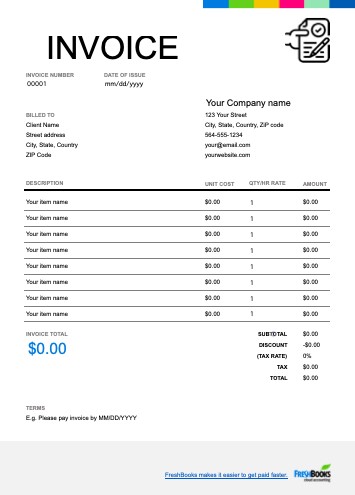 INVOICE
INVOICE NUMBER DATE OF ISSUE
00001 mm/dd/yyyy
Your Company name
BILLED TO 123 Your Street
Client Name City, State, Country, ZIP code
Street address 564-555-1234
City, State, Country your@email.com
ZIP Code yourwebsite.com
DESCRIPTION UNIT COST QTY/HR RATE AMOUNT
Your item name $0.00 1 $0.00
Your item name $0.00 1 $0.00
Your item name $0.00 1 $0.00
Your item name $0.00 1 $0.00
Your item name $0.00 1 $0.00
Your item name $0.00 1 $0.00
Your item name $0.00 1 $0.00
Your item name $0.00 1 $0.00
INVOICE TOTAL SUBTOTAL $0.00
$0.00 DISCOUNT -$0.00
(TAX RATE) 0%
TAX $0.00
TOTAL $0.00
TERMS
E.g. Please pay invoice by MM/DD/YYYY
FreshBooks makes it easier to get paid faster. FRESHBOOKS
cloud accounting